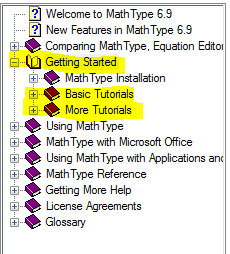 Welcome to MathType 6.9
New Features in MathType 6.9
Comparing MathType, Equation Editor
Getting Started
MathType Installation
Basic Tutorials
More Tutorials
Using MathType
MathType with Microsoft Office
Using MathType with Applications and
MathType Reference
Getting More Help
License Agreements
Glossary